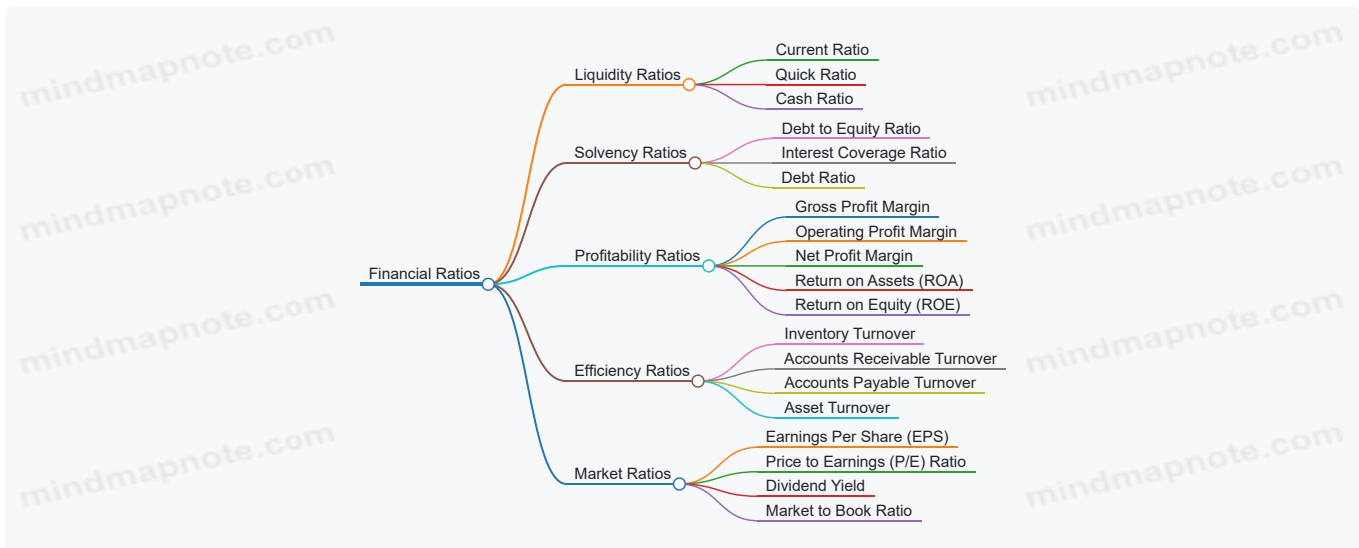 mindmapnote.com
mindmapnote.com
Current Ratio
Liquidity Ratios
Quick Ratio
Cash Ratio
Debt to Equity Ratio
Solvency Ratios
Interest Coverage Ratio
mindmapnote.com
mindmapnote.com
Debt Ratio
Gross Profit Margin
Operating Profit Margin
Profitability Ratios
Net Profit Margin
Financial Ratios
Return on Assets (ROA)
Return on Equity (ROE)
mindmapnote.com
mindmapnote.com
Inventory Turnover
Accounts Receivable Turnover
Efficiency Ratios
Accounts Payable Turnover
Asset Turnover
Earnings Per Share (EPS)
Price to Earnings (P/E) Ratio
Market Ratios
Dividend Yield
Market to Book Ratio
mindmapnote.com
mindmapnote.com